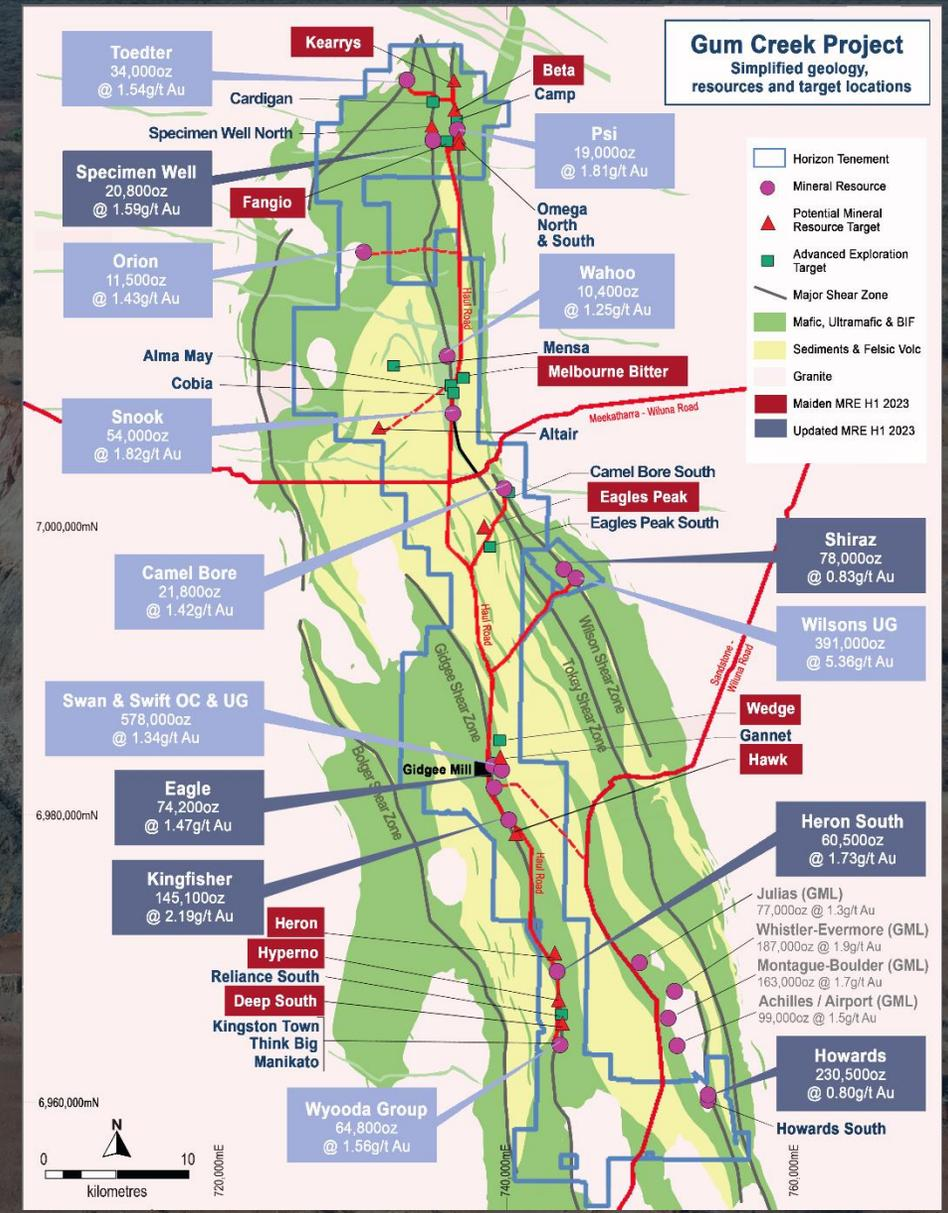 Gum Creek Project
Simplified geology,
resources and target locations
Kearrys
Toedter
34,000oz
@ 1.54g/t Au
Beta
Camp
Cardigan
Specimen Well North
Psi
19,000oz
@ 1.81g/t Au
Specimen Well
20,800oz
@ 1.59g/t Au
Fangio
Omega
North
& South
Horizon Tenement
Mineral Resource
Potential Mineral
Resource Target
Advanced Exploration
Target
Major Shear Zone
Mafic, Ultramafic & BIF
Sediments & Felsic Volc
Granite
Maiden MRE H1 2023
Updated MRE H1 2023
Orion
11,500oz
@ 1.43g/t Au
Wahoo
10,400oz
@ 1.25g/t Au
Haul Road
Mensa
Alma May
Melbourne Bitter
Cobia
Snook
54,000oz
@ 1.82g/t Au
Meekatharra - Wiluna Road
Altair
Camel Bore South
Eagles Peak
Eagles Peak South
7,000,000mN
Shiraz
78,000oz
@ 0.83g/t Au
Camel Bore
21,800oz
@ 1.42g/t Au
Wilsons UG
391,000oz
@ 5.36g/t Au
Haul Road
Gidgee Shear Zone
Wilson Shear Zone
Tokay Shear Zone
Sandstone -
Wiluna Road
Swan & Swift OC & UG
578,000oz
@ 1.34g/t Au
Wedge
Gannet
Hawk
Gidgee Mill
Bolger Shear Zone
Eagle
74,200oz
@ 1.47g/t Au
6,980,000mN
Heron South
60,500oz
@ 1.73g/t Au
Kingfisher
145,100oz
@ 2.19g/t Au
Haul Road
Julias (GML)
77,000oz @ 1.3g/t Au
Whistler-Evermore (GML)
187,000oz @ 1.9g/t Au
Montague-Boulder (GML)
163,000oz @ 1.7g/t Au
Achilles / Airport (GML)
99,000oz @ 1.5g/t Au
Heron
Hyperno
Reliance South
Deep South
Kingston Town
Think Big
Manikato
Howards
230,500oz
@ 0.80g/t Au
Howards South
Wyooda Group
64,800oz
@ 1.56g/t Au
6,960,000mN
N
0 10
kilometres
720,000mE
740,000mE
760,000mE